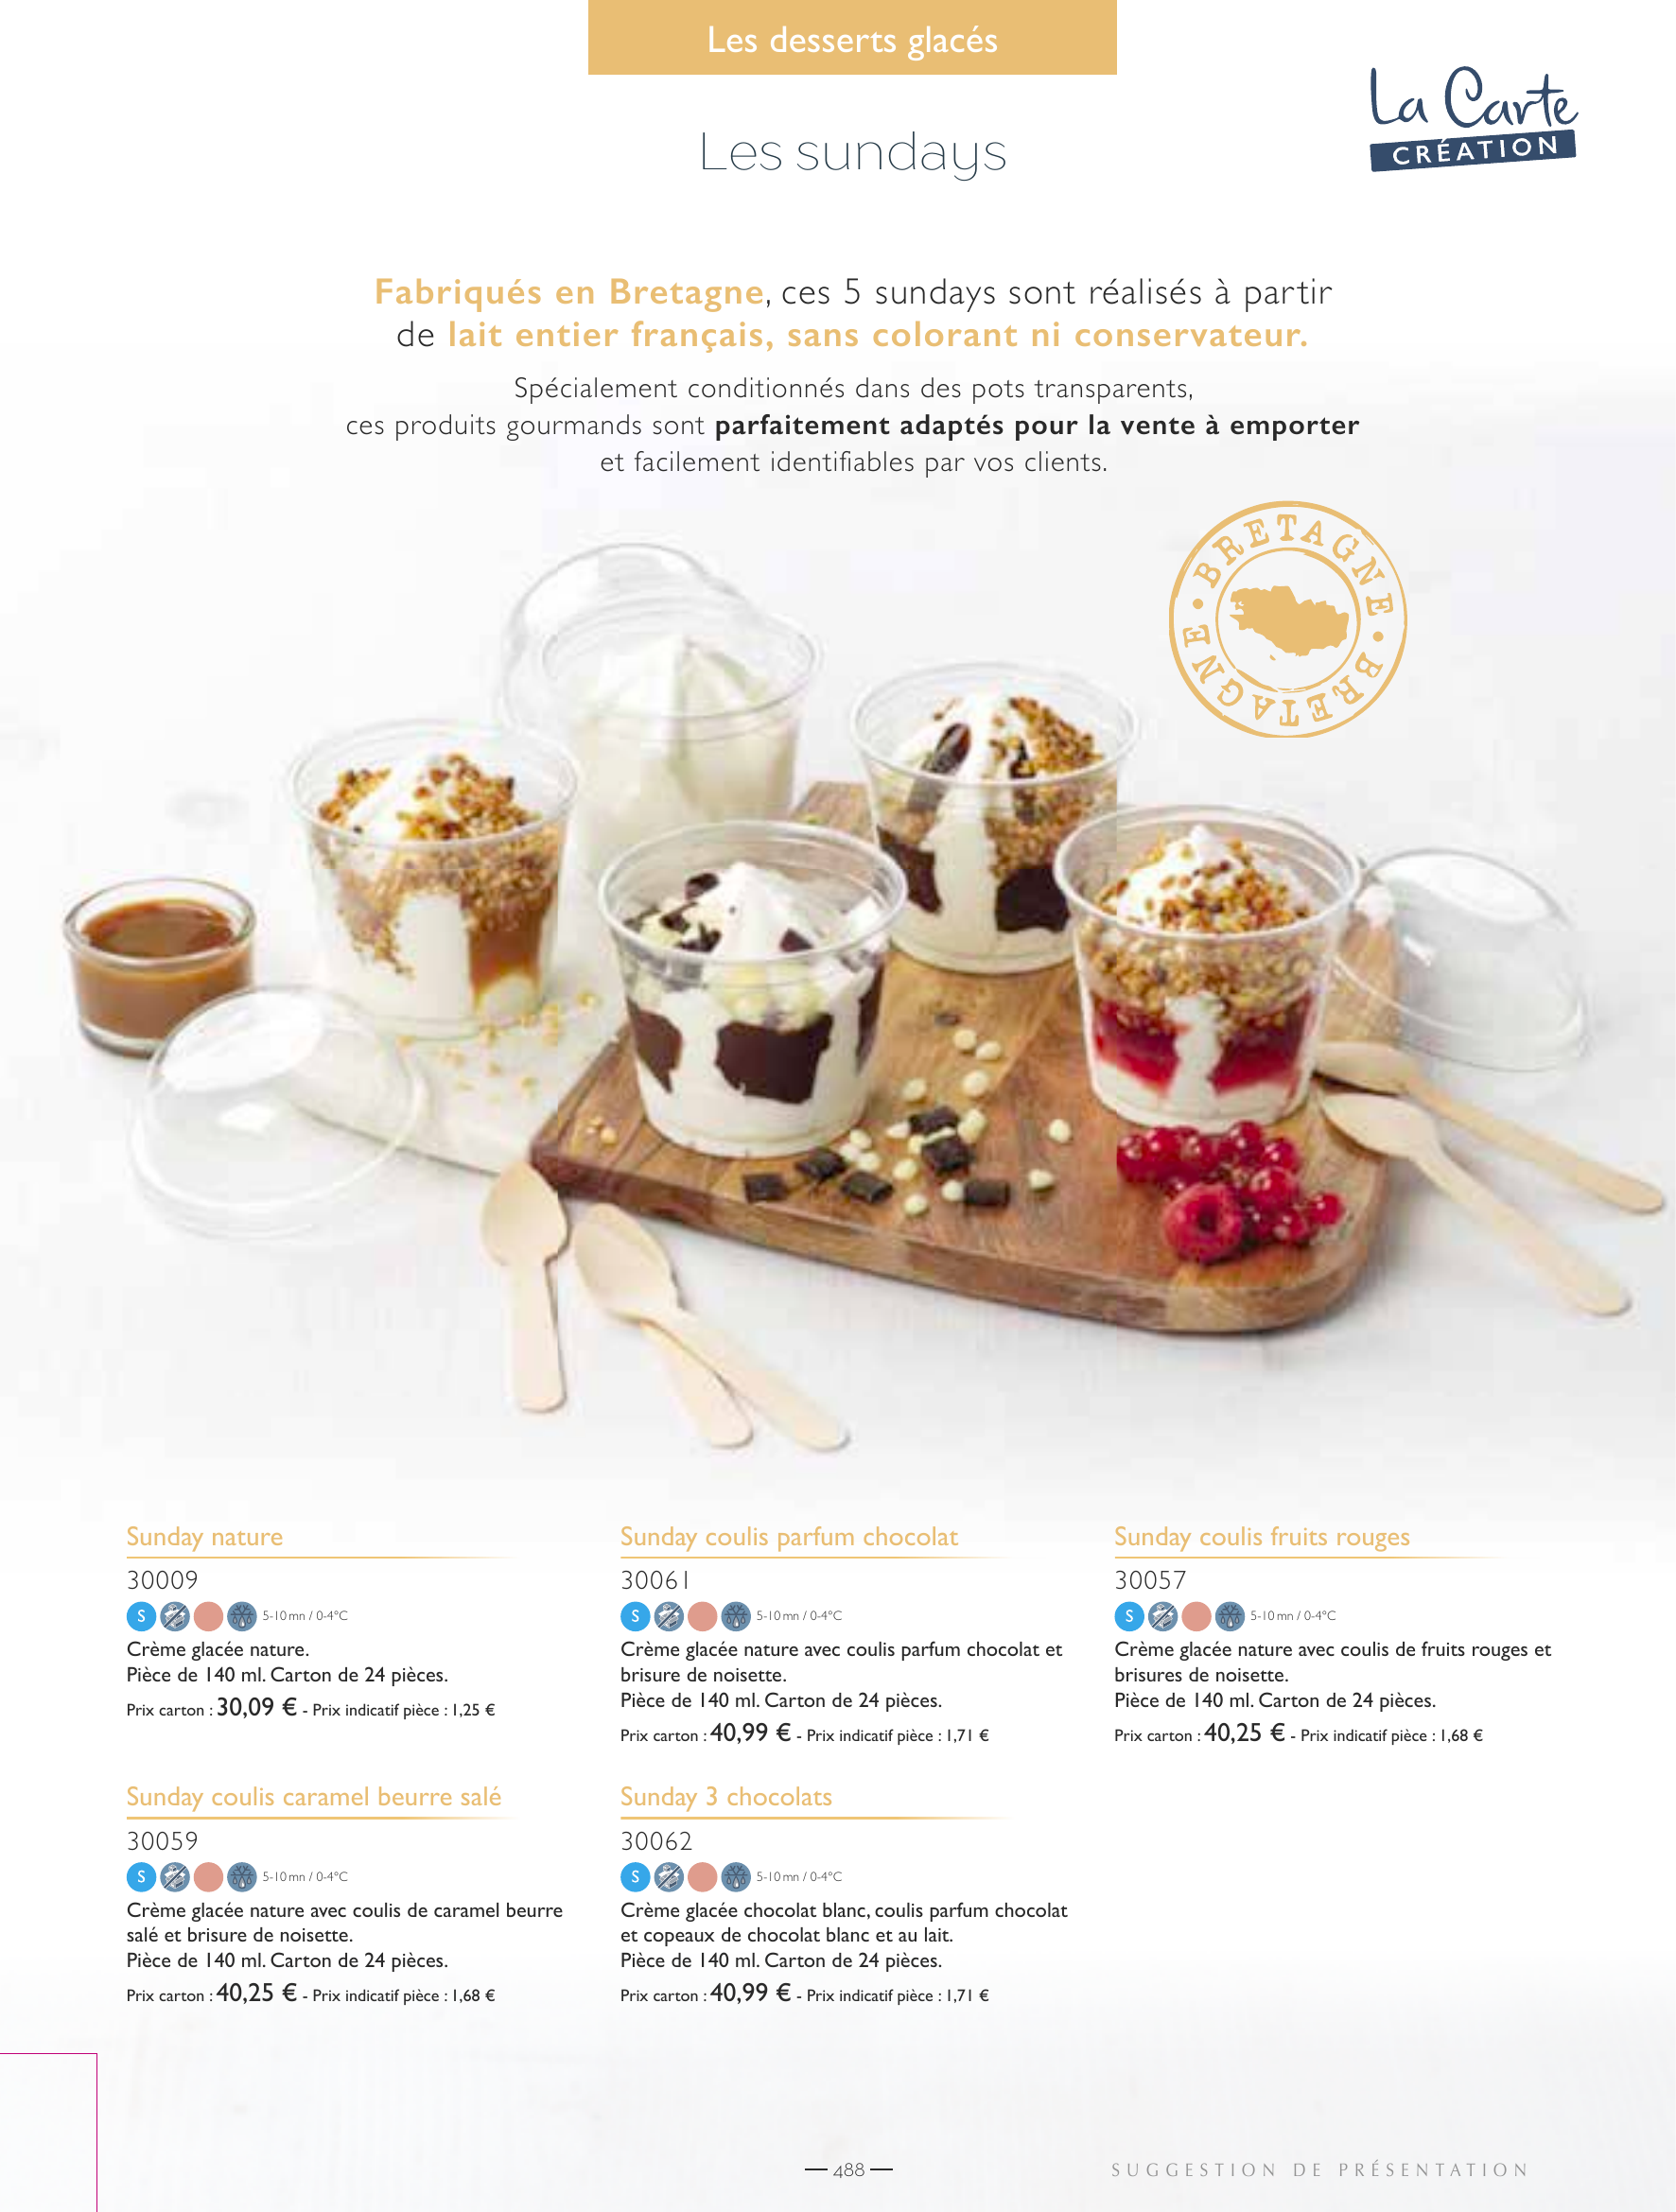 Les desserts glacés
La Carte
CRÉATION
Les sundays
Fabriqués en Bretagne, ces 5 sundays sont réalisés à partir
de lait entier français, sans colorant ni conservateur.
Spécialement conditionnés dans des pots transparents,
ces produits gourmands sont parfaitement adaptés pour la vente à emporter
et facilement identifiables par vos clients.
BRETAGNE • BRETAGNE •
Sunday nature
30009
S 5-10 mn / 0-4°C
Crème glacée nature.
Pièce de 140 ml. Carton de 24 pièces.
Prix carton : 30,09 € - Prix indicatif pièce : 1,25 €
Sunday coulis parfum chocolat
30061
S 5-10 mn / 0-4°C
Crème glacée nature avec coulis parfum chocolat et
brisure de noisette.
Pièce de 140 ml. Carton de 24 pièces.
Prix carton : 40,99 € - Prix indicatif pièce : 1,71 €
Sunday coulis fruits rouges
30057
S 5-10 mn / 0-4°C
Crème glacée nature avec coulis de fruits rouges et
brisures de noisette.
Pièce de 140 ml. Carton de 24 pièces.
Prix carton : 40,25 € - Prix indicatif pièce : 1,68 €
Sunday coulis caramel beurre salé
30059
S 5-10 mn / 0-4°C
Crème glacée nature avec coulis de caramel beurre
salé et brisure de noisette.
Pièce de 140 ml. Carton de 24 pièces.
Prix carton : 40,25 € - Prix indicatif pièce : 1,68 €
Sunday 3 chocolats
30062
S 5-10 mn / 0-4°C
Crème glacée chocolat blanc, coulis parfum chocolat
et copeaux de chocolat blanc et au lait.
Pièce de 140 ml. Carton de 24 pièces.
Prix carton : 40,99 € - Prix indicatif pièce : 1,71 €
— 488 —
SUGGESTION DE PRÉSENTATION